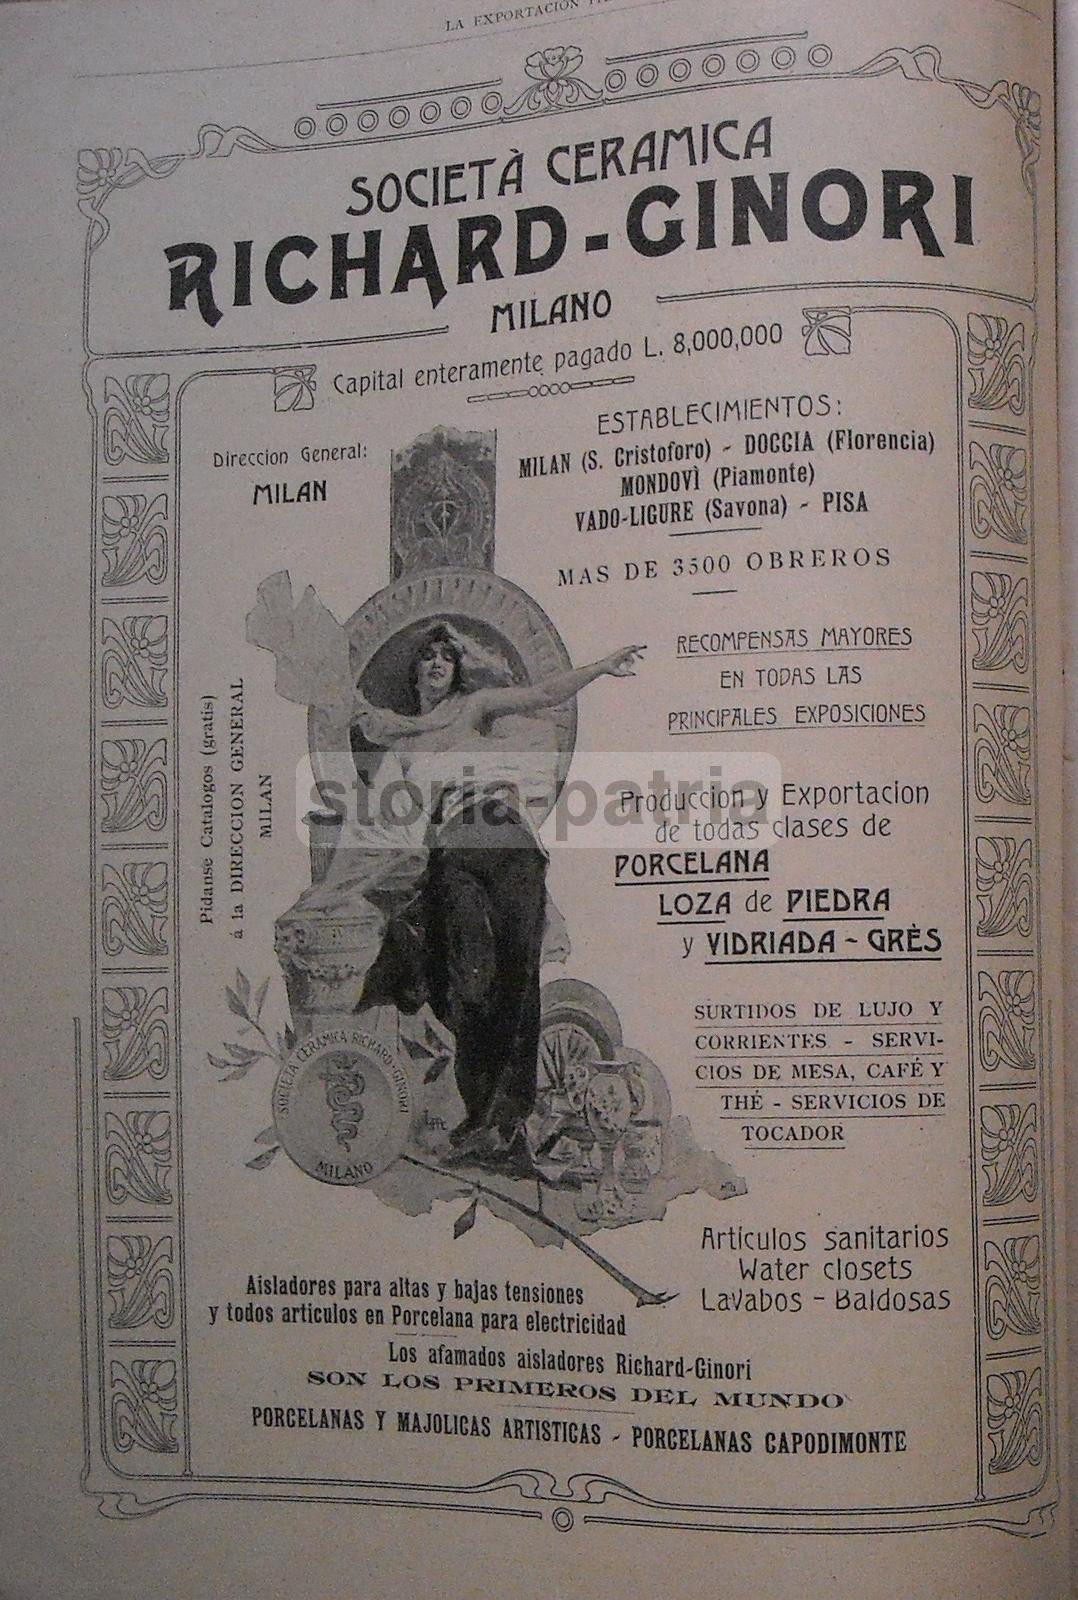 LA EXPORTACIÓN
SOCIETÀ CERAMICA
RICHARD-GINORI
MILANO
Capital enteramente pagado L. 8,000,000
Direccion General:
MILAN
ESTABLECIMIENTOS:
MILAN (S. Cristoforo) - DOCCIA (Florencia)
MONDOVÌ (Piamonte)
VADO-LIGURE (Savona) - PISA
MAS DE 3500 OBREROS
RECOMPENSAS MAYORES
EN TODAS LAS
PRINCIPALES EXPOSICIONES
Pidanse Catalogos (gratis)
á la DIRECCION GENERAL
MILAN
storia-patria
Produccion y Exportacion
de todas clases de
PORCELANA
LOZA de PIEDRA
y VIDRIADA - GRÈS
SURTIDOS DE LUJO Y
CORRIENTES - SERVI-
CIOS DE MESA, CAFÉ Y
THÉ - SERVICIOS DE
TOCADOR
SOCIETÀ CERAMICA RICHARD-GINORI
MILANO
Articulos sanitarios
Water closets
Lavabos - Baldosas
Aisladores para altas y bajas tensiones
y todos articulos en Porcelana para electricidad
Los afamados aisladores Richard-Ginori
SON LOS PRIMEROS DEL MUNDO
PORCELANAS Y MAJOLICAS ARTISTICAS - PORCELANAS CAPODIMONTE